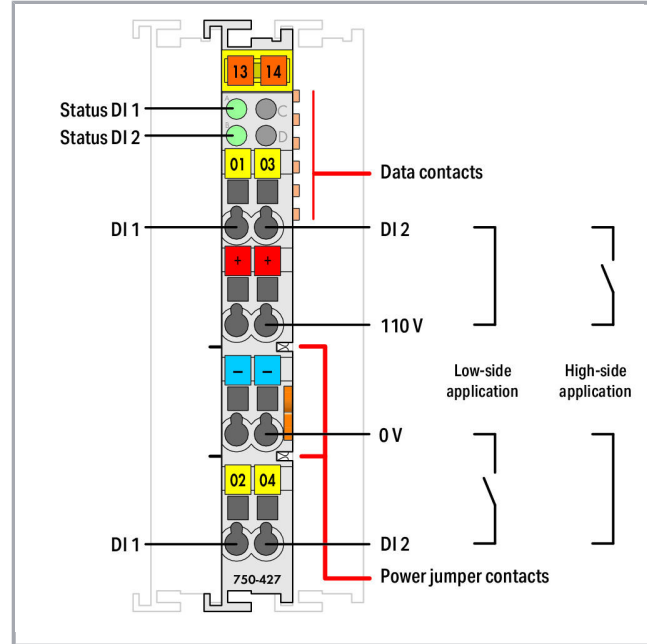 13 14
A
C
Status DI 1
B
D
Status DI 2
01 03
Data contacts
DI 1
DI 2
+ +
110 V
− −
Low-side
application
High-side
application
0 V
02 04
DI 1
DI 2
750-427
Power jumper contacts